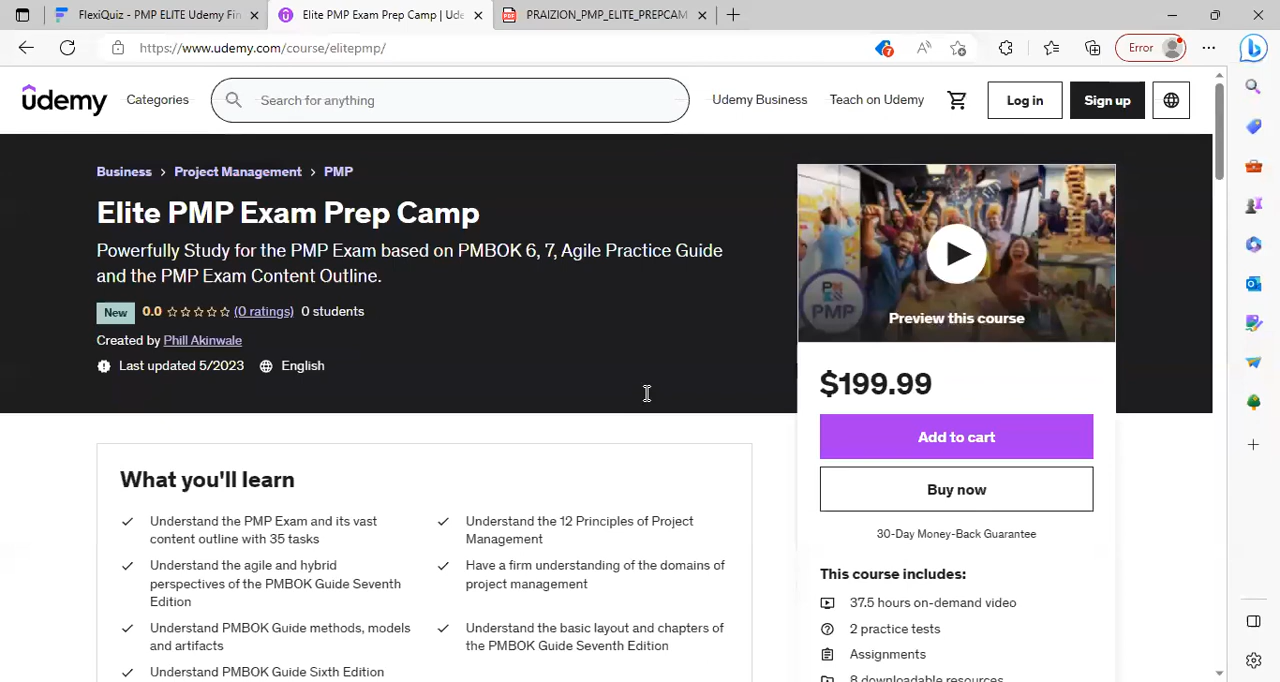 FlexiQuiz - PMP ELITE Udemy Fin
Elite PMP Exam Prep Camp | Ude
PRAIZION_PMP_ELITE_PREPCAM
https://www.udemy.com/course/elitepmp/
7
Error
udemy
Categories
Search for anything
Udemy Business
Teach on Udemy
Log in
Sign up
Business > Project Management > PMP
Elite PMP Exam Prep Camp
Powerfully Study for the PMP Exam based on PMBOK 6, 7, Agile Practice Guide
and the PMP Exam Content Outline.
New 0.0 (0 ratings) 0 students
Created by Phill Akinwale
Last updated 5/2023 English
PMP
Preview this course
$199.99
Add to cart
Buy now
30-Day Money-Back Guarantee
This course includes:
37.5 hours on-demand video
2 practice tests
Assignments
8 downloadable resources
What you'll learn
Understand the PMP Exam and its vast
content outline with 35 tasks
Understand the agile and hybrid
perspectives of the PMBOK Guide Seventh
Edition
Understand PMBOK Guide methods, models
and artifacts
Understand PMBOK Guide Sixth Edition
Understand the 12 Principles of Project
Management
Have a firm understanding of the domains of
project management
Understand the basic layout and chapters of
the PMBOK Guide Seventh Edition